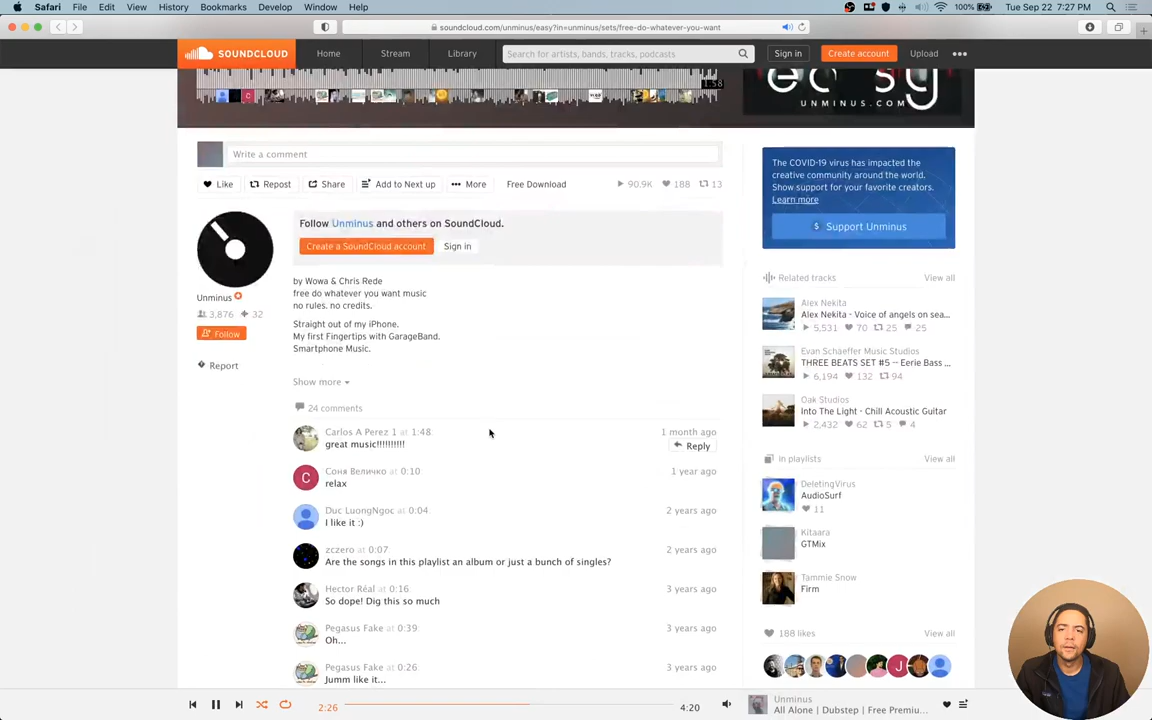 Safari File Edit View History Bookmarks Develop Window Help 100% Tue Sep 22 7:27 PM
soundcloud.com/unminus/easy?in=unminus/sets/free-do-whatever-you-want
SOUNDCLOUD Home Stream Library Search for artists, bands, tracks, podcasts Sign in Create account Upload
1:58
easy
UNMINUS.COM
Write a comment
Like Repost Share Add to Next up More Free Download 90.9K 188 13
Follow Unminus and others on SoundCloud.
Create a SoundCloud account Sign in
Unminus
3,876 32
Follow
Report
by Wowa & Chris Rede
free do whatever you want music
no rules. no credits.
Straight out of my iPhone.
My first Fingertips with GarageBand.
Smartphone Music.
Show more
24 comments
Carlos A Perez 1 at 1:48 1 month ago
great music!!!!!!!!!! Reply
Соня Величко at 0:10 1 year ago
C relax
Duc LuongNgoc at 0:04 2 years ago
I like it :)
zczero at 0:07 2 years ago
Are the songs in this playlist an album or just a bunch of singles?
Hector Réal at 0:16 3 years ago
So dope! Dig this so much
Pegasus Fake at 0:39 3 years ago
Oh...
Pegasus Fake at 0:26 3 years ago
Jumm like it...
The COVID-19 virus has impacted the
creative community around the world.
Show support for your favorite creators.
Learn more
$ Support Unminus
Related tracks View all
Alex Nekita
Alex Nekita - Voice of angels on sea...
5,531 70 25 25
Evan Schaeffer Music Studios
THREE BEATS SET #5 -- Eerie Bass ...
6,194 132 94
Oak Studios
Into The Light - Chill Acoustic Guitar
2,432 62 5 4
In playlists View all
DeletingVirus
AudioSurf
11
Kitaara
GTMix
Tammie Snow
Firm
188 likes View all
J
2:26 4:20
Unminus
All Alone | Dubstep | Free Premiu...